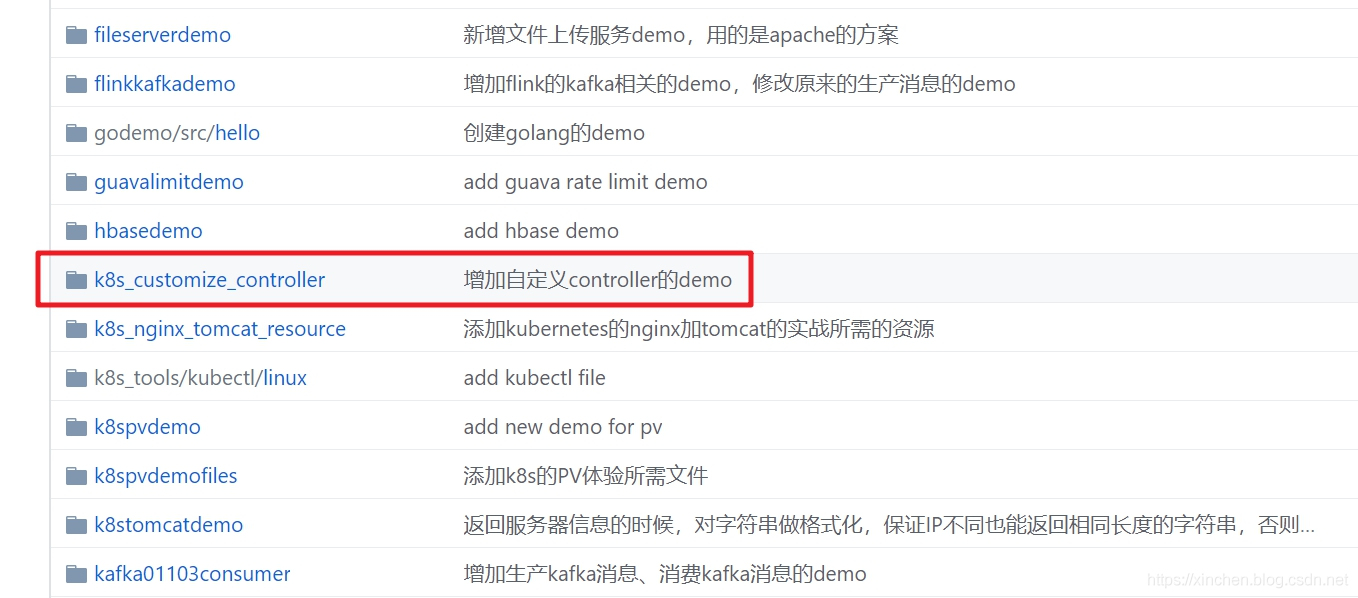 fileserverdemo 新增文件上传服务demo，用的是apache的方案
flinkkafkademo 增加flink的kafka相关的demo，修改原来的生产消息的demo
godemo/src/hello 创建golang的demo
guavalimitdemo add guava rate limit demo
hbasedemo add hbase demo
k8s_customize_controller 增加自定义controller的demo
k8s_nginx_tomcat_resource 添加kubernetes的nginx加tomcat的实战所需的资源
k8s_tools/kubectl/linux add kubectl file
k8spvdemo add new demo for pv
k8spvdemofiles 添加k8s的PV体验所需文件
k8stomcatdemo 返回服务器信息的时候，对字符串做格式化，保证IP不同也能返回相同长度的字符串，否则...
kafka01103consumer 增加生产kafka消息、消费kafka消息的demo
https://xinchen.blog.csdn.net